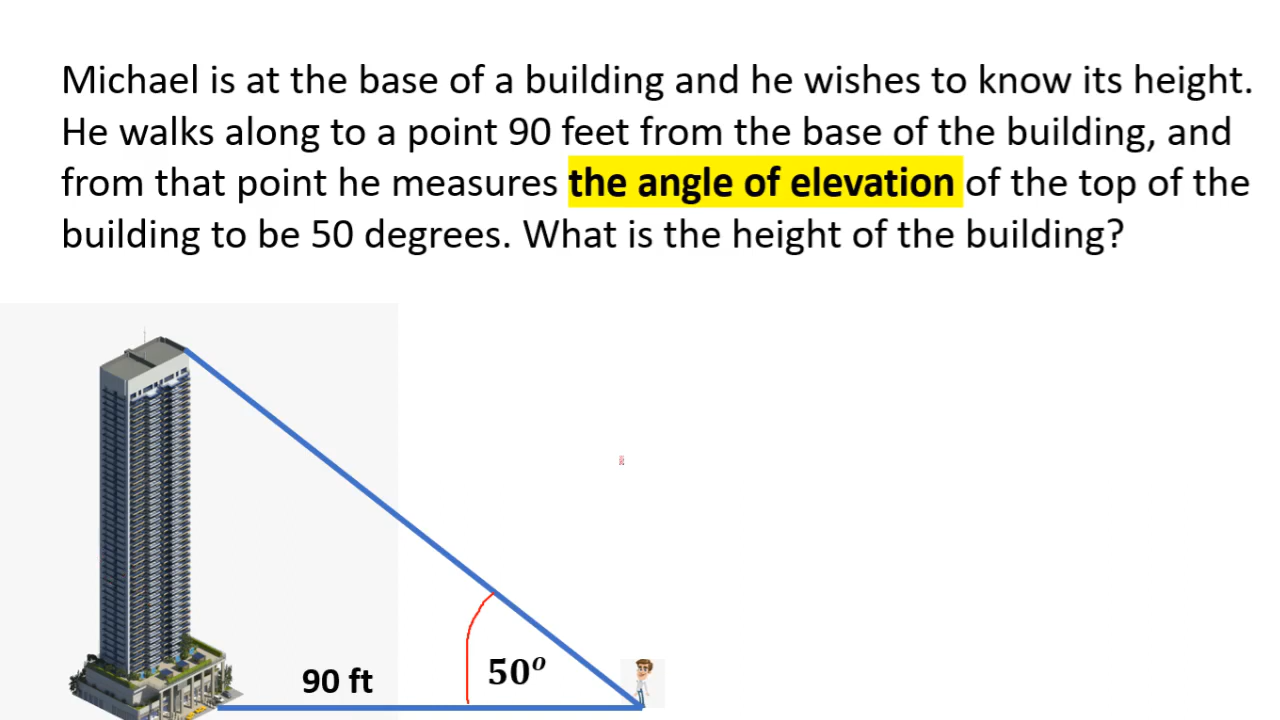 Michael is at the base of a building and he wishes to know its height.
He walks along to a point 90 feet from the base of the building, and
from that point he measures the angle of elevation of the top of the
building to be 50 degrees. What is the height of the building?
50°
90 ft